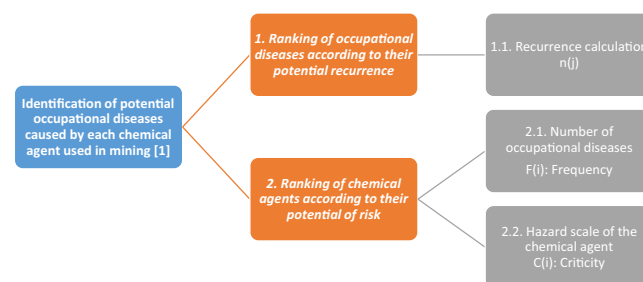 Identification of potential
occupational diseases
caused by each chemical
agent used in mining [1]
1. Ranking of occupational
diseases according to their
potential recurrence
1.1. Recurrence calculation
n(j)
2. Ranking of chemical
agents according to their
potential of risk
2.1. Number of
occupational diseases
F(i): Frequency
2.2. Hazard scale of the
chemical agent
C(i): Criticity